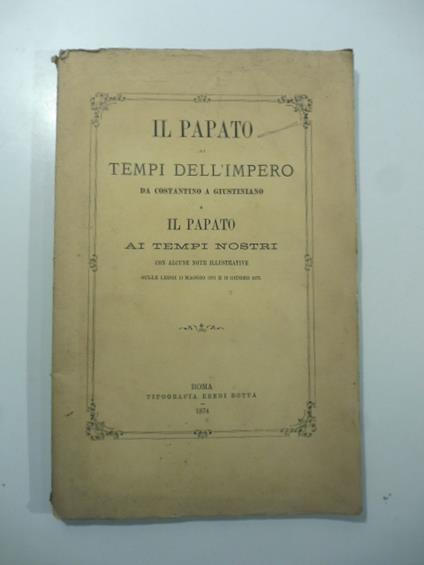 IL PAPATO
AI
TEMPI DELL'IMPERO
DA COSTANTINO A GIUSTINIANO
E
IL PAPATO
AI TEMPI NOSTRI
CON ALCUNE NOTE ILLUSTRATIVE
SULLE LEGGI 13 MAGGIO 1871 E 19 GIUGNO 1873
ROMA
TIPOGRAFIA EREDI BOTTA
1874